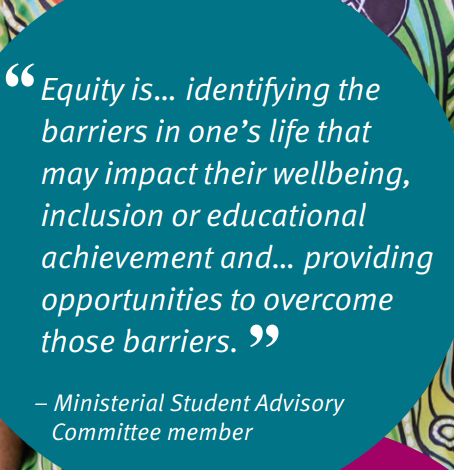 “Equity is... identifying the
barriers in one’s life that
may impact their wellbeing,
inclusion or educational
achievement and... providing
opportunities to overcome
those barriers.”
– Ministerial Student Advisory
Committee member